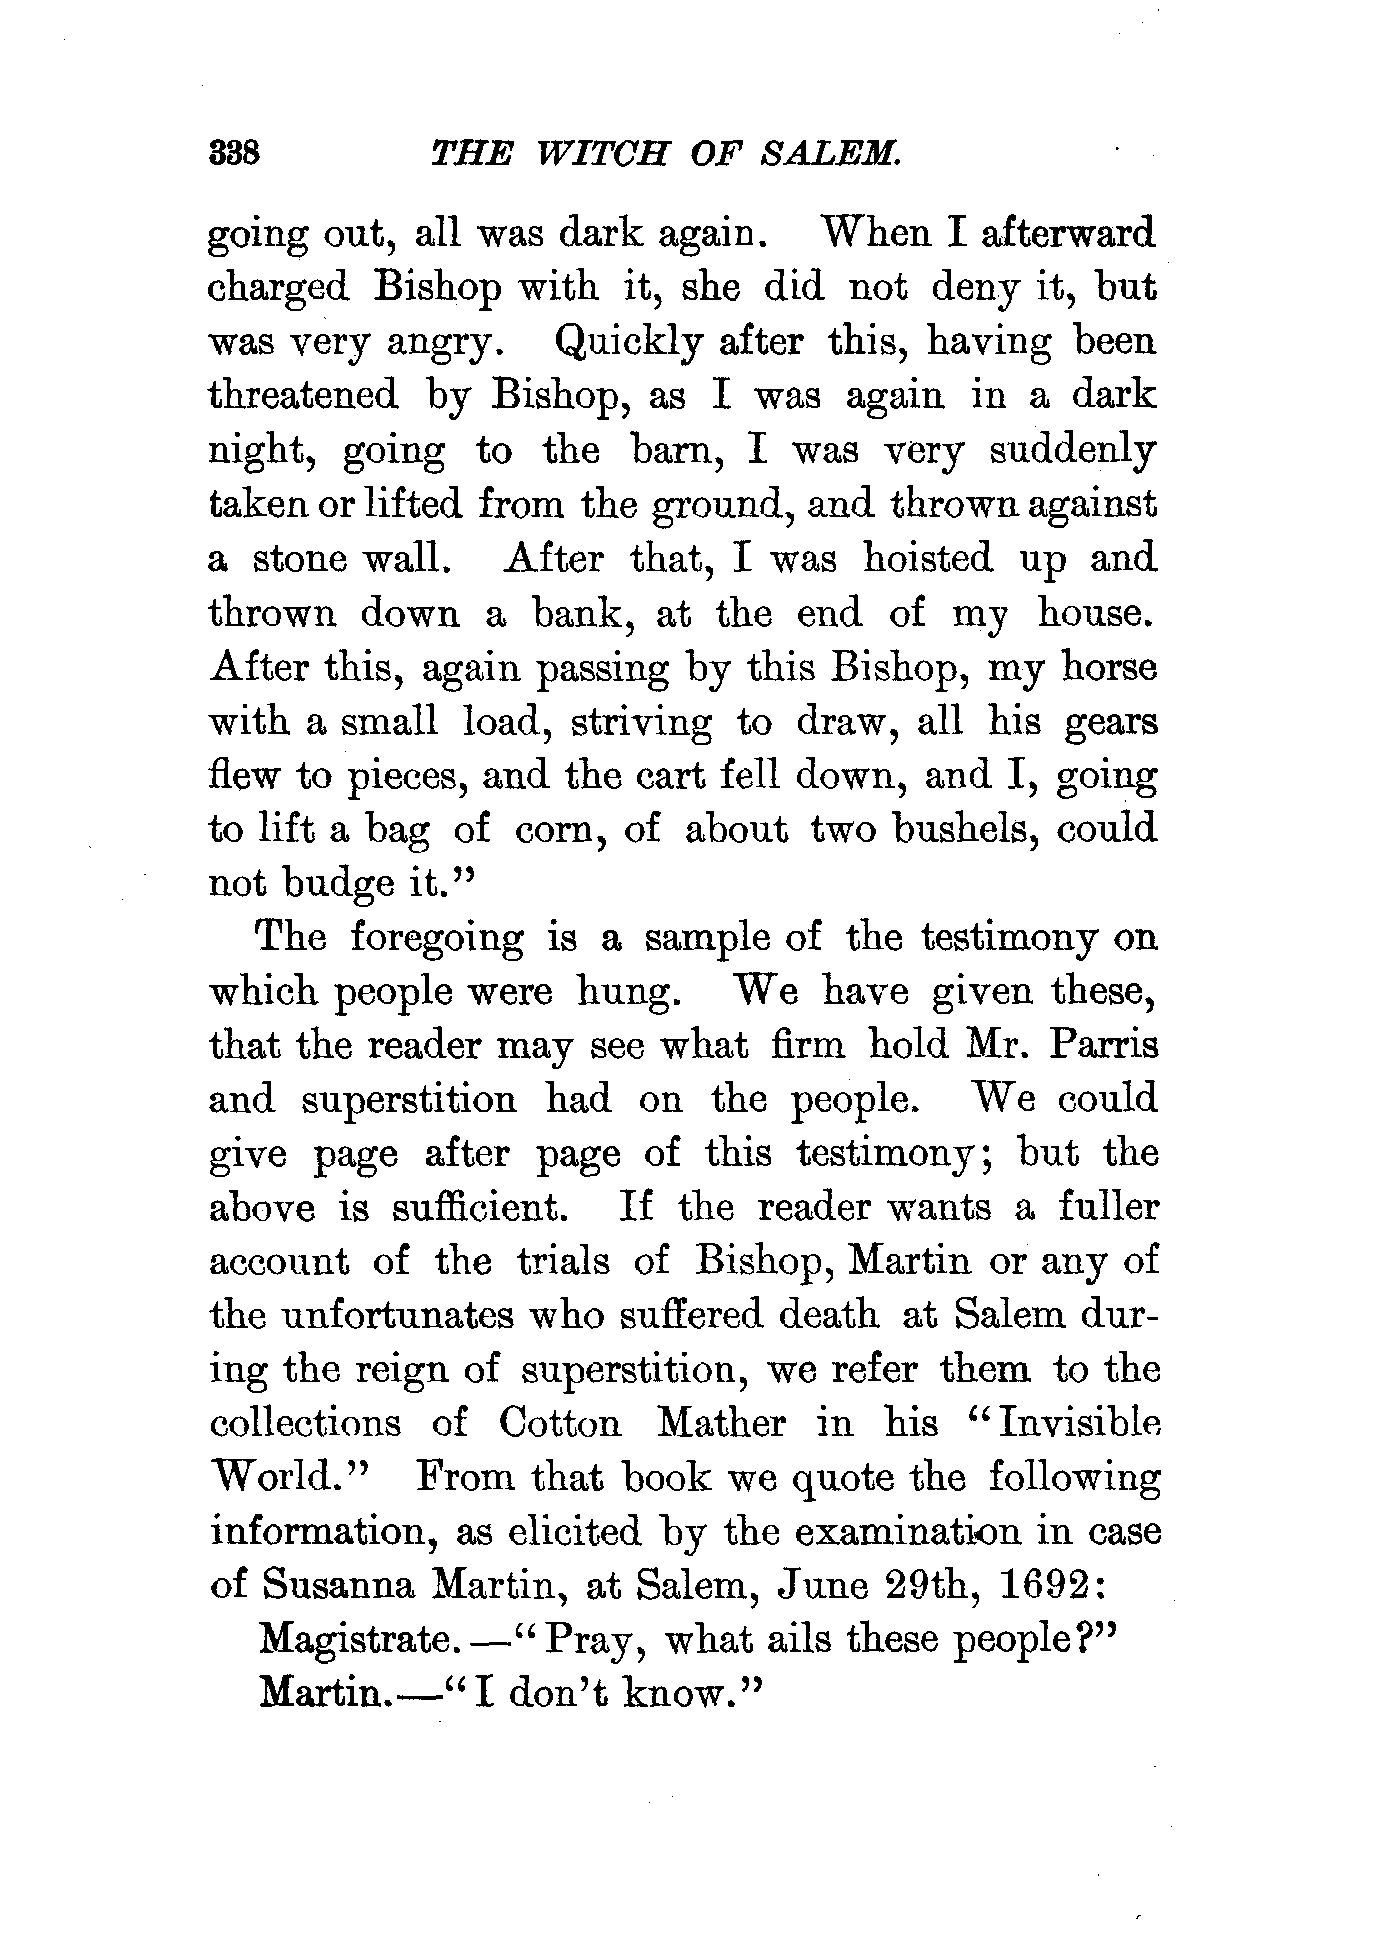 338 THE WITCH OF SALEM.
going out, all was dark again. When I afterward
charged Bishop with it, she did not deny it, but
was very angry. Quickly after this, having been
threatened by Bishop, as I was again in a dark
night, going to the barn, I was very suddenly
taken or lifted from the ground, and thrown against
a stone wall. After that, I was hoisted up and
thrown down a bank, at the end of my house.
After this, again passing by this Bishop, my horse
with a small load, striving to draw, all his gears
flew to pieces, and the cart fell down, and I, going
to lift a bag of corn, of about two bushels, could
not budge it."
The foregoing is a sample of the testimony on
which people were hung. We have given these,
that the reader may see what firm hold Mr. Parris
and superstition had on the people. We could
give page after page of this testimony; but the
above is sufficient. If the reader wants a fuller
account of the trials of Bishop, Martin or any of
the unfortunates who suffered death at Salem dur-
ing the reign of superstition, we refer them to the
collections of Cotton Mather in his "Invisible
World." From that book we quote the following
information, as elicited by the examination in case
of Susanna Martin, at Salem, June 29th, 1692:
Magistrate.—"Pray, what ails these people?"
Martin.—"I don't know."